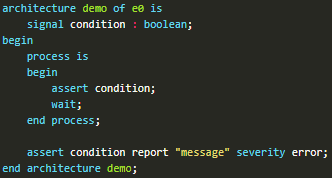 architecture demo of e0 is
    signal condition : boolean;
begin
    process is
    begin
        assert condition;
        wait;
    end process;

    assert condition report "message" severity error;
end architecture demo;